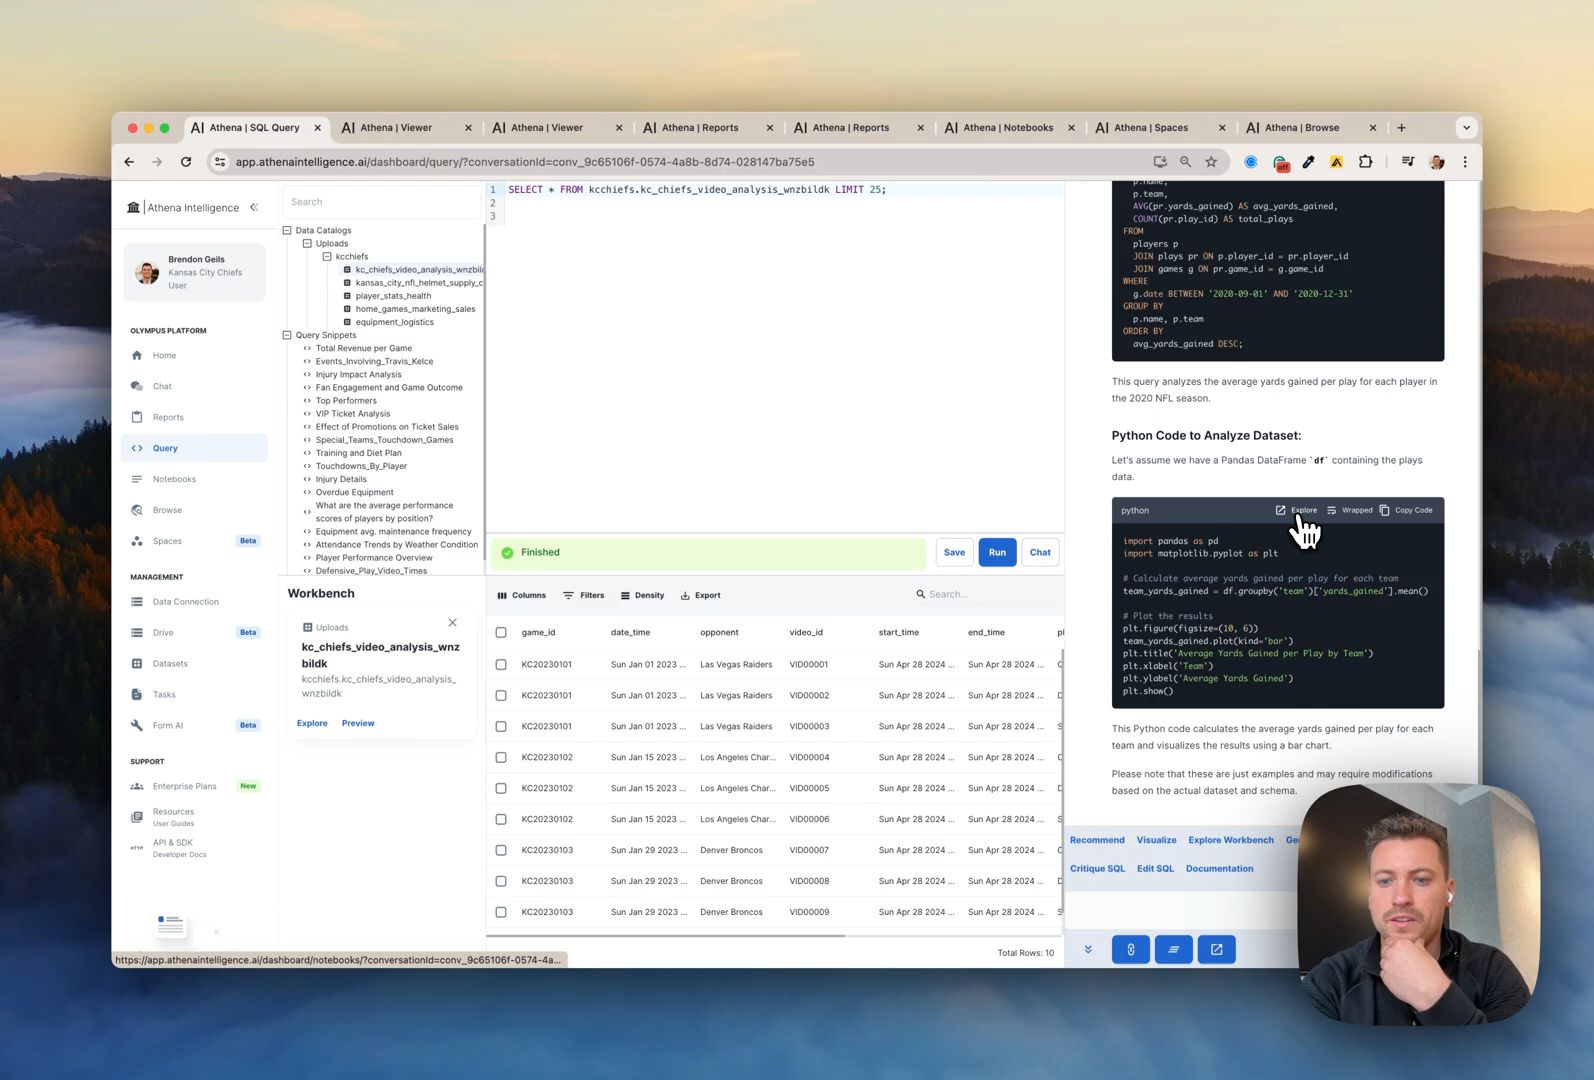 Athena | SQL Query
Athena | Viewer
Athena | Viewer
Athena | Reports
Athena | Reports
Athena | Notebooks
Athena | Spaces
Athena | Browse
app.athenaintelligence.ai/dashboard/query/?conversationId=conv_9c65106f-0574-4a8b-8d74-028147ba75e5
off
Athena Intelligence
Brendon Geils
Kansas City Chiefs
User
OLYMPUS PLATFORM
Home
Chat
Reports
Query
Notebooks
Browse
Spaces Beta
MANAGEMENT
Data Connection
Drive Beta
Datasets
Tasks
Form AI Beta
SUPPORT
Enterprise Plans New
Resources
User Guides
HTTP API & SDK
Developer Docs
https://app.athenaintelligence.ai/dashboard/notebooks/?conversationId=conv_9c65106f-0574-4a...
Search
Data Catalogs
Uploads
kcchiefs
kc_chiefs_video_analysis_wnzbild
kansas_city_nfl_helmet_supply_c
player_stats_health
home_games_marketing_sales
equipment_logistics
Query Snippets
Total Revenue per Game
Events_Involving_Travis_Kelce
Injury Impact Analysis
Fan Engagement and Game Outcome
Top Performers
VIP Ticket Analysis
Effect of Promotions on Ticket Sales
Special_Teams_Touchdown_Games
Training and Diet Plan
Touchdowns_By_Player
Injury Details
Overdue Equipment
What are the average performance
scores of players by position?
Equipment avg. maintenance frequency
Attendance Trends by Weather Condition
Player Performance Overview
Defensive_Play_Video_Times
Workbench
Uploads
kc_chiefs_video_analysis_wnz
bildk
kcchiefs.kc_chiefs_video_analysis_
wnzbildk
Explore Preview
1 SELECT * FROM kcchiefs.kc_chiefs_video_analysis_wnzbildk LIMIT 25;
2
3
Finished
Save Run Chat
Columns Filters Density Export Search...
game_id date_time opponent video_id start_time end_time pl
KC20230101 Sun Jan 01 2023 ... Las Vegas Raiders VID00001 Sun Apr 28 2024 ... Sun Apr 28 2024 ...
KC20230101 Sun Jan 01 2023 ... Las Vegas Raiders VID00002 Sun Apr 28 2024 ... Sun Apr 28 2024 ...
KC20230101 Sun Jan 01 2023 ... Las Vegas Raiders VID00003 Sun Apr 28 2024 ... Sun Apr 28 2024 ...
KC20230102 Sun Jan 15 2023 ... Los Angeles Char... VID00004 Sun Apr 28 2024 ... Sun Apr 28 2024 ...
KC20230102 Sun Jan 15 2023 ... Los Angeles Char... VID00005 Sun Apr 28 2024 ... Sun Apr 28 2024 ...
KC20230102 Sun Jan 15 2023 ... Los Angeles Char... VID00006 Sun Apr 28 2024 ... Sun Apr 28 2024 ...
KC20230103 Sun Jan 29 2023 ... Denver Broncos VID00007 Sun Apr 28 2024 ... Sun Apr 28 2024 ...
KC20230103 Sun Jan 29 2023 ... Denver Broncos VID00008 Sun Apr 28 2024 ... Sun Apr 28 2024 ...
KC20230103 Sun Jan 29 2023 ... Denver Broncos VID00009 Sun Apr 28 2024 ... Sun Apr 28 2024 ...
Total Rows: 10
p.name,
p.team,
AVG(pr.yards_gained) AS avg_yards_gained,
COUNT(pr.play_id) AS total_plays
FROM
players p
JOIN plays pr ON p.player_id = pr.player_id
JOIN games g ON pr.game_id = g.game_id
WHERE
g.date BETWEEN '2020-09-01' AND '2020-12-31'
GROUP BY
p.name, p.team
ORDER BY
avg_yards_gained DESC;
This query analyzes the average yards gained per play for each player in
the 2020 NFL season.
Python Code to Analyze Dataset:
Let's assume we have a Pandas DataFrame `df` containing the plays
data.
python Explore Wrapped Copy Code
import pandas as pd
import matplotlib.pyplot as plt
# Calculate average yards gained per play for each team
team_yards_gained = df.groupby('team')['yards_gained'].mean()
# Plot the results
plt.figure(figsize=(10, 6))
team_yards_gained.plot(kind='bar')
plt.title('Average Yards Gained per Play by Team')
plt.xlabel('Team')
plt.ylabel('Average Yards Gained')
plt.show()
This Python code calculates the average yards gained per play for each
team and visualizes the results using a bar chart.
Please note that these are just examples and may require modifications
based on the actual dataset and schema.
Recommend Visualize Explore Workbench
Critique SQL Edit SQL Documentation